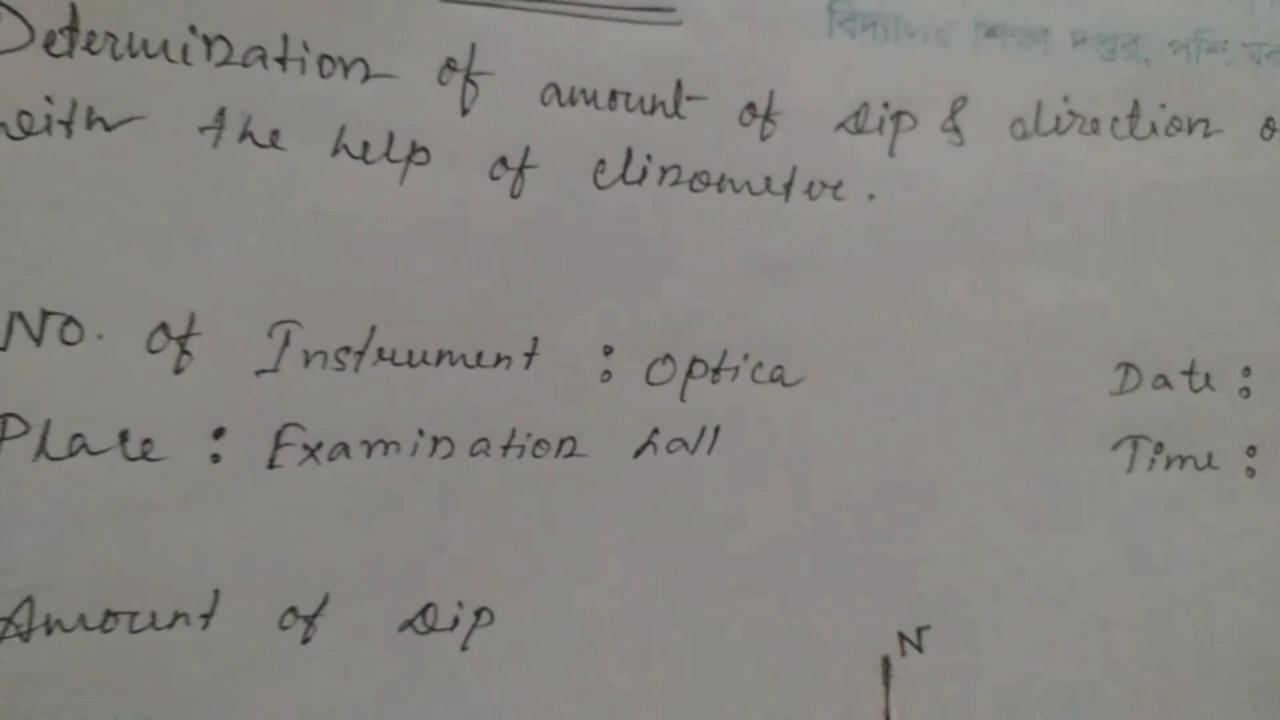 Determination of amount of dip & direction o
with the help of clinometre.
No. of Instrument : Optica
Date :
Place : Examination hall
Time :
Amount of dip
N